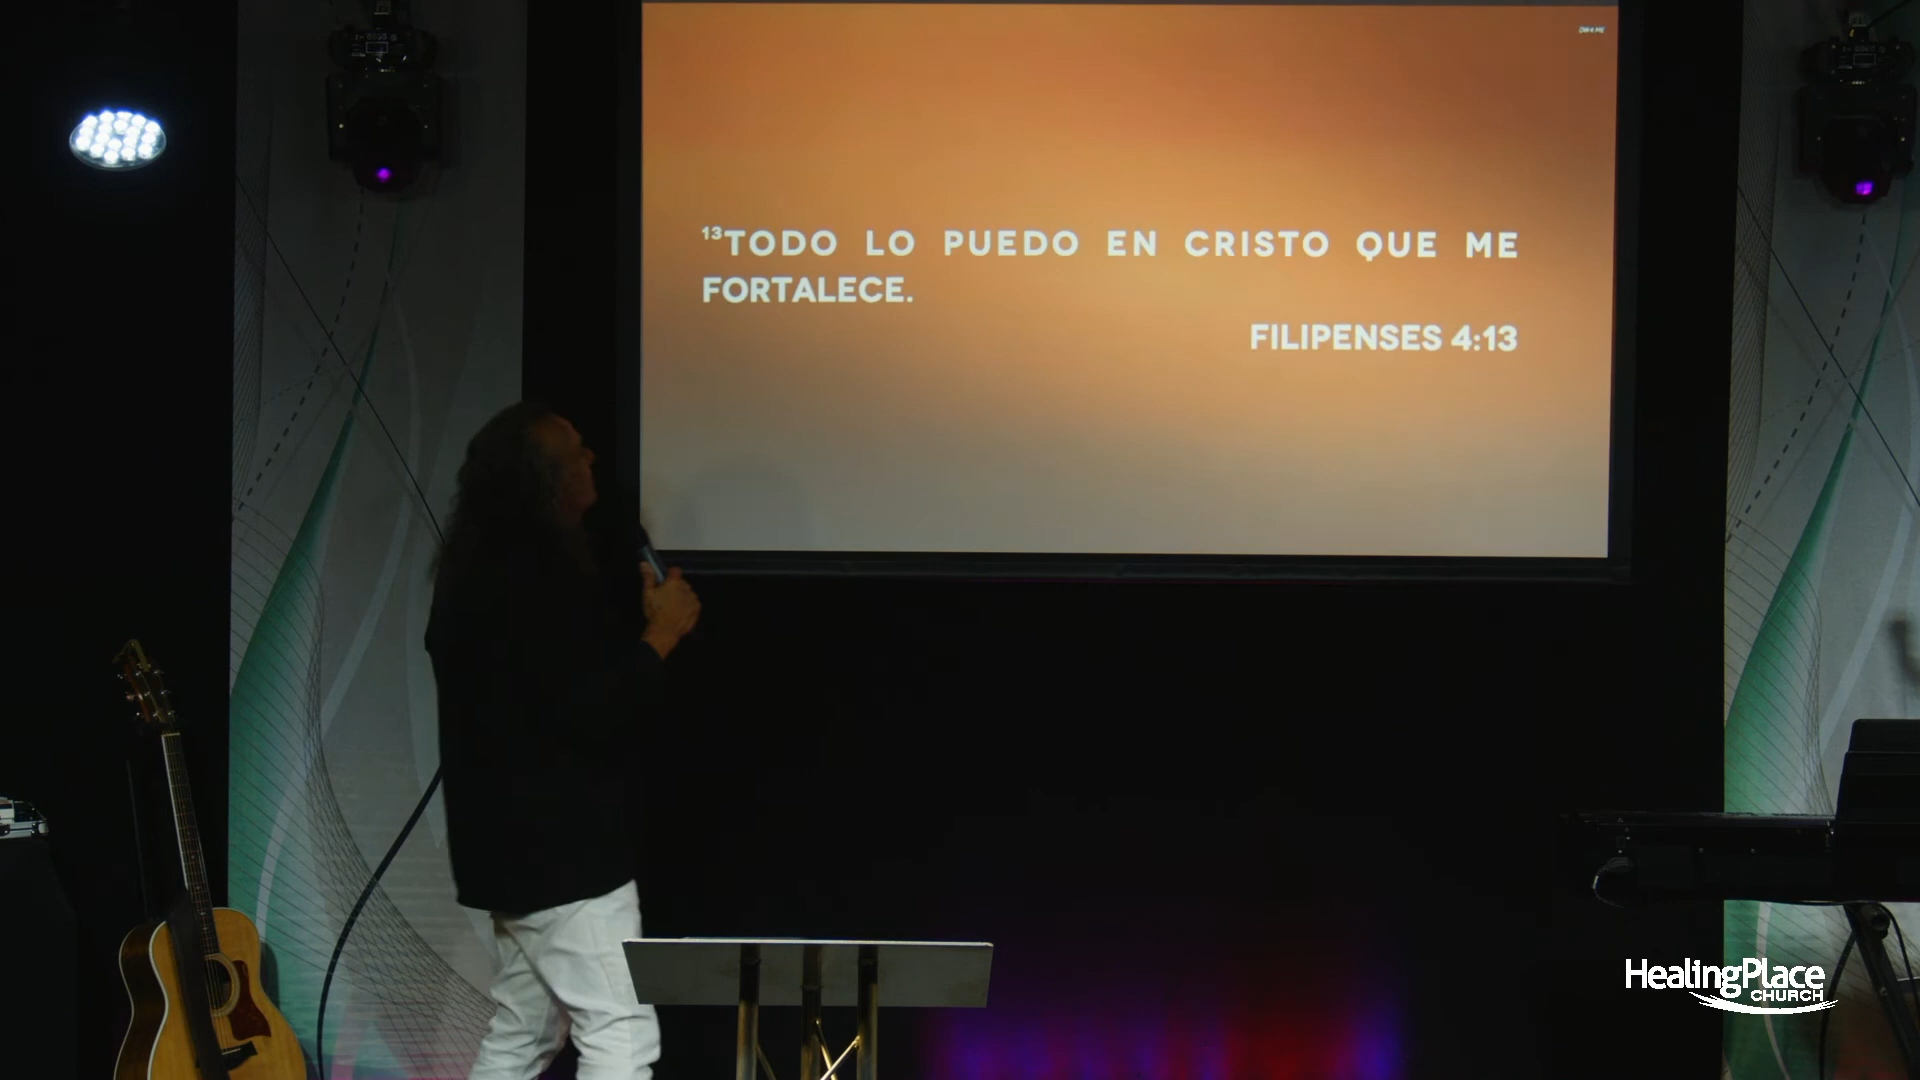 ¹³TODO LO PUEDO EN CRISTO QUE ME
FORTALECE.
FILIPENSES 4:13
HealingPlace
CHURCH